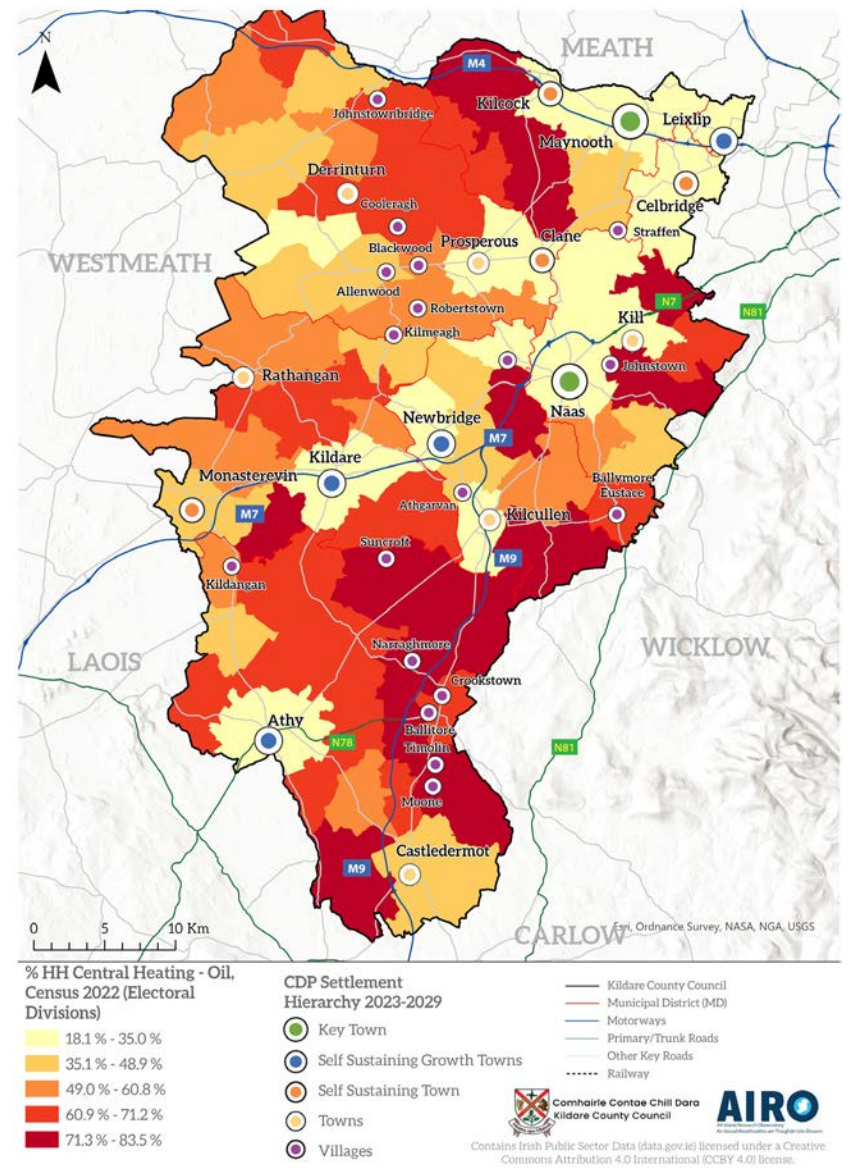 N
MEATH
M4
Kilcock
Leixlip
Johnstownbridge
Maynooth
Derrinturn
Celbridge
Cooleragh
Straffen
Prosperous
Clane
Blackwood
WESTMEATH
Allenwood
N7
N81
Robertstown
Kill
Kilmeagh
Johnstown
Rathangan
Naas
Newbridge
M7
Kildare
Monasterevin
Ballymore
Eustace
Athgarvan
M7
Kilcullen
Suncroft
M9
Kildangan
WICKLOW
LAOIS
Narraghmore
Crookstown
Athy
Ballitore
N78
N81
Timolin
Moone
Castledermot
M9
0 5 10 Km
CARLOW
Esri, Ordnance Survey, NASA, NGA, USGS
% HH Central Heating - Oil,
Census 2022 (Electoral
Divisions)
18.1 % - 35.0 %
35.1 % - 48.9 %
49.0 % - 60.8 %
60.9 % - 71.2 %
71.3 % - 83.5 %
CDP Settlement
Hierarchy 2023-2029
Key Town
Self Sustaining Growth Towns
Self Sustaining Town
Towns
Villages
Kildare County Council
Municipal District (MD)
Motorways
Primary/Trunk Roads
Other Key Roads
Railway
Comhairle Contae Chill Dara
Kildare County Council
AIRO
Contains Irish Public Sector Data (data.gov.ie) licensed under a Creative
Commons Attribution 4.0 International (CCBY 4.0) license.